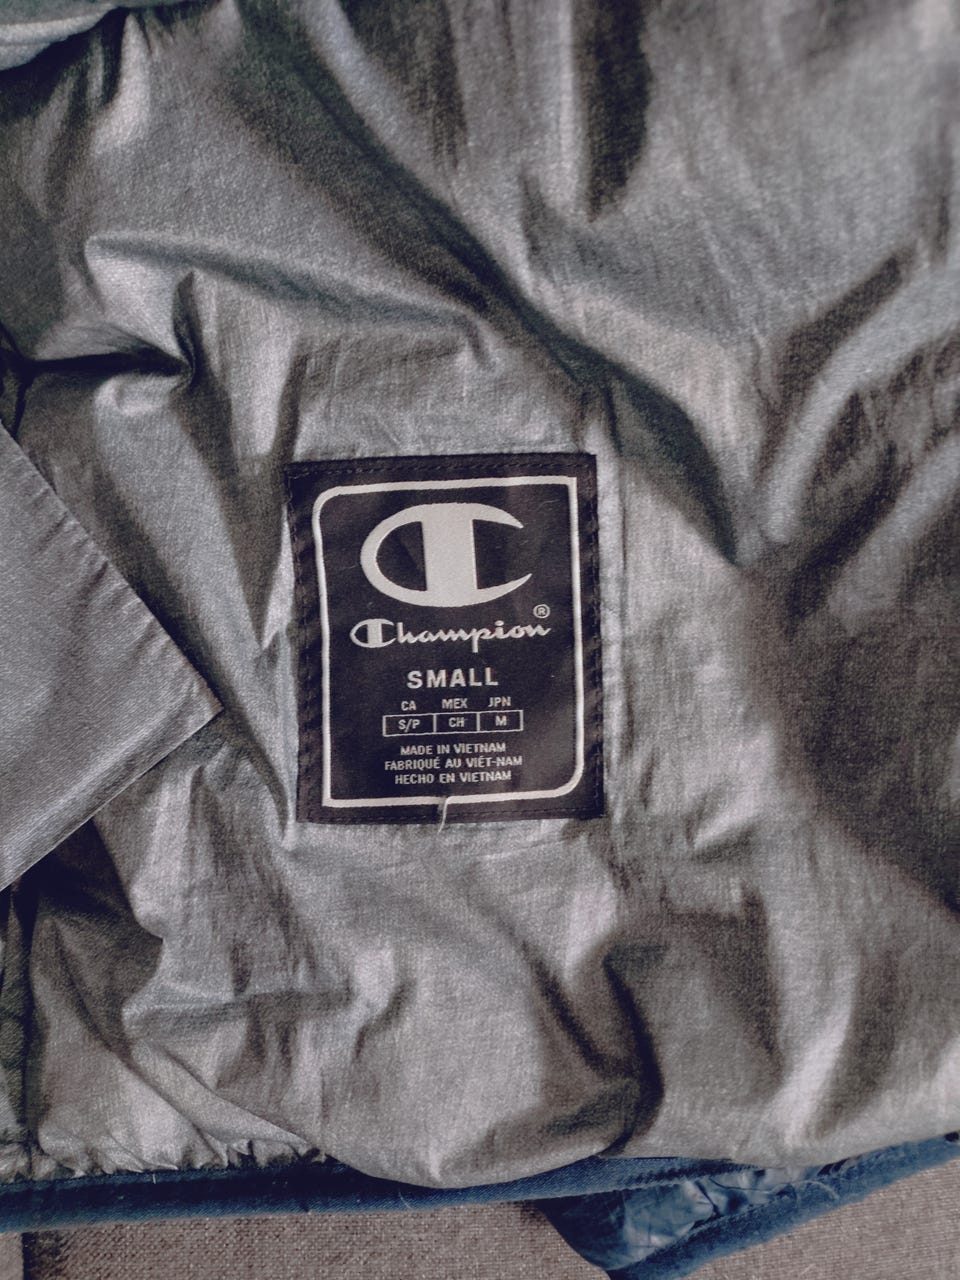 ®
Champion
SMALL
CA MEX JPN
S/P CH M
MADE IN VIETNAM
FABRIQUÉ AU VIÊT-NAM
HECHO EN VIETNAM